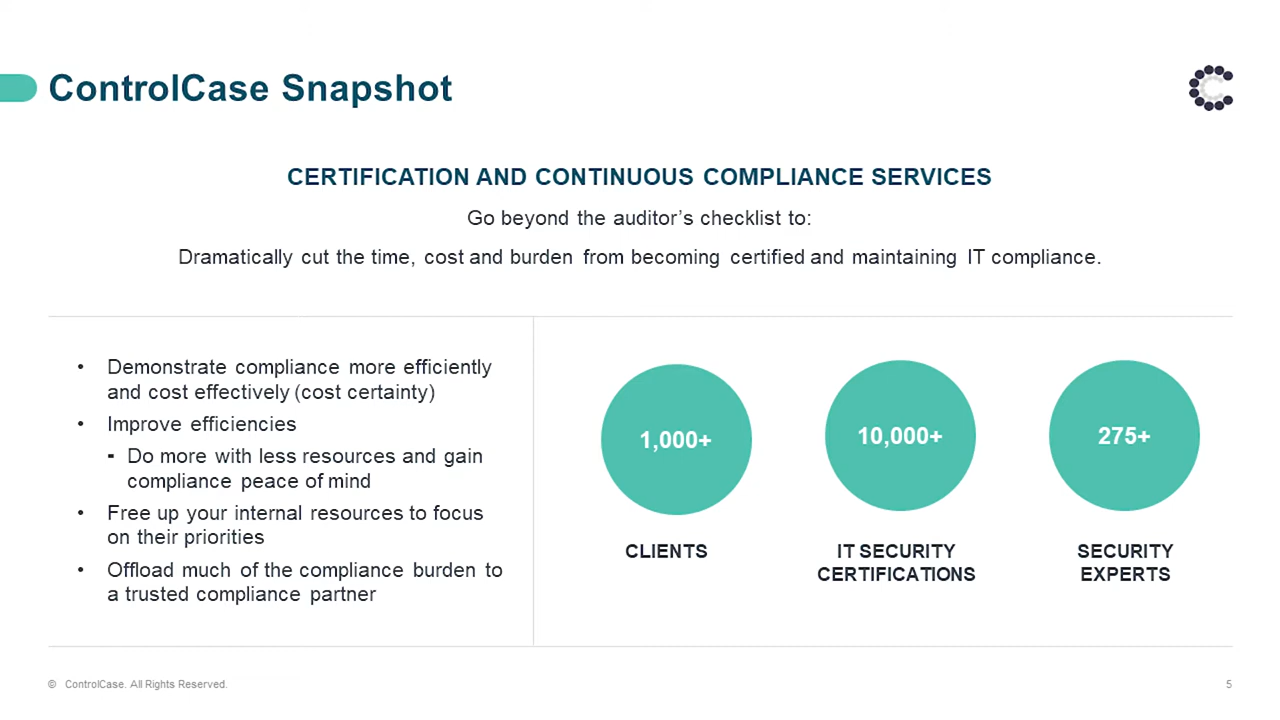 ControlCase Snapshot
CERTIFICATION AND CONTINUOUS COMPLIANCE SERVICES
Go beyond the auditor’s checklist to:
Dramatically cut the time, cost and burden from becoming certified and maintaining IT compliance.
• Demonstrate compliance more efficiently
and cost effectively (cost certainty)
• Improve efficiencies
- Do more with less resources and gain
compliance peace of mind
• Free up your internal resources to focus
on their priorities
• Offload much of the compliance burden to
a trusted compliance partner
1,000+
CLIENTS
10,000+
IT SECURITY
CERTIFICATIONS
275+
SECURITY
EXPERTS
© ControlCase. All Rights Reserved.
5